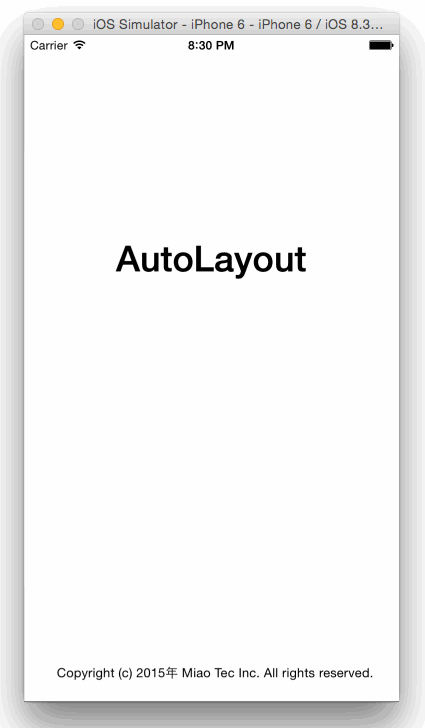 iOS Simulator - iPhone 6 - iPhone 6 / iOS 8.3...
Carrier 8:30 PM
AutoLayout
Copyright (c) 2015年 Miao Tec Inc. All rights reserved.